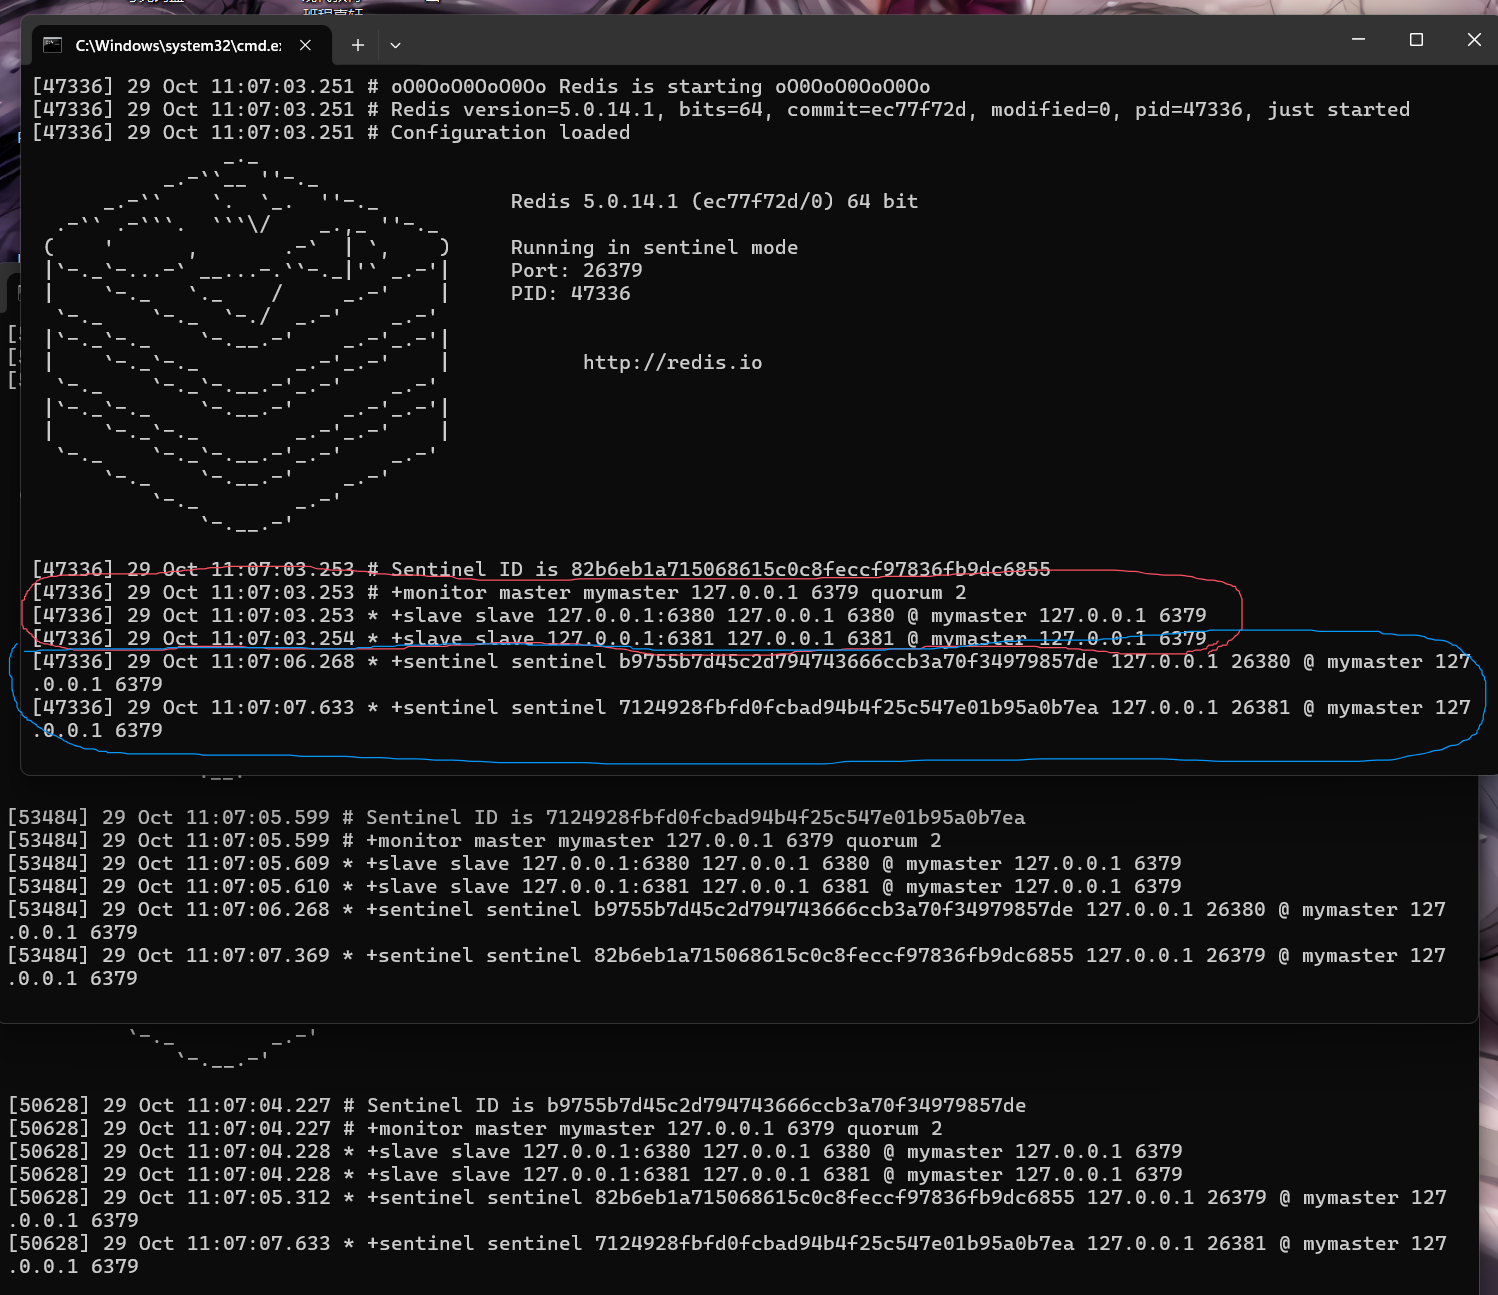 C:\Windows\system32\cmd.e
[47336] 29 Oct 11:07:03.251 # oO0OoO0OoO0Oo Redis is starting oO0OoO0OoO0Oo
[47336] 29 Oct 11:07:03.251 # Redis version=5.0.14.1, bits=64, commit=ec77f72d, modified=0, pid=47336, just started
[47336] 29 Oct 11:07:03.251 # Configuration loaded
Redis 5.0.14.1 (ec77f72d/0) 64 bit
Running in sentinel mode
Port: 26379
PID: 47336
http://redis.io
[47336] 29 Oct 11:07:03.253 # Sentinel ID is 82b6eb1a715068615c0c8feccf97836fb9dc6855
[47336] 29 Oct 11:07:03.253 # +monitor master mymaster 127.0.0.1 6379 quorum 2
[47336] 29 Oct 11:07:03.253 * +slave slave 127.0.0.1:6380 127.0.0.1 6380 @ mymaster 127.0.0.1 6379
[47336] 29 Oct 11:07:03.254 * +slave slave 127.0.0.1:6381 127.0.0.1 6381 @ mymaster 127.0.0.1 6379
[47336] 29 Oct 11:07:06.268 * +sentinel sentinel b9755b7d45c2d794743666ccb3a70f34979857de 127.0.0.1 26380 @ mymaster 127
.0.0.1 6379
[47336] 29 Oct 11:07:07.633 * +sentinel sentinel 7124928fbfd0fcbad94b4f25c547e01b95a0b7ea 127.0.0.1 26381 @ mymaster 127
.0.0.1 6379
[53484] 29 Oct 11:07:05.599 # Sentinel ID is 7124928fbfd0fcbad94b4f25c547e01b95a0b7ea
[53484] 29 Oct 11:07:05.599 # +monitor master mymaster 127.0.0.1 6379 quorum 2
[53484] 29 Oct 11:07:05.609 * +slave slave 127.0.0.1:6380 127.0.0.1 6380 @ mymaster 127.0.0.1 6379
[53484] 29 Oct 11:07:05.610 * +slave slave 127.0.0.1:6381 127.0.0.1 6381 @ mymaster 127.0.0.1 6379
[53484] 29 Oct 11:07:06.268 * +sentinel sentinel b9755b7d45c2d794743666ccb3a70f34979857de 127.0.0.1 26380 @ mymaster 127
.0.0.1 6379
[53484] 29 Oct 11:07:07.369 * +sentinel sentinel 82b6eb1a715068615c0c8feccf97836fb9dc6855 127.0.0.1 26379 @ mymaster 127
.0.0.1 6379
[50628] 29 Oct 11:07:04.227 # Sentinel ID is b9755b7d45c2d794743666ccb3a70f34979857de
[50628] 29 Oct 11:07:04.227 # +monitor master mymaster 127.0.0.1 6379 quorum 2
[50628] 29 Oct 11:07:04.228 * +slave slave 127.0.0.1:6380 127.0.0.1 6380 @ mymaster 127.0.0.1 6379
[50628] 29 Oct 11:07:04.228 * +slave slave 127.0.0.1:6381 127.0.0.1 6381 @ mymaster 127.0.0.1 6379
[50628] 29 Oct 11:07:05.312 * +sentinel sentinel 82b6eb1a715068615c0c8feccf97836fb9dc6855 127.0.0.1 26379 @ mymaster 127
.0.0.1 6379
[50628] 29 Oct 11:07:07.633 * +sentinel sentinel 7124928fbfd0fcbad94b4f25c547e01b95a0b7ea 127.0.0.1 26381 @ mymaster 127
.0.0.1 6379